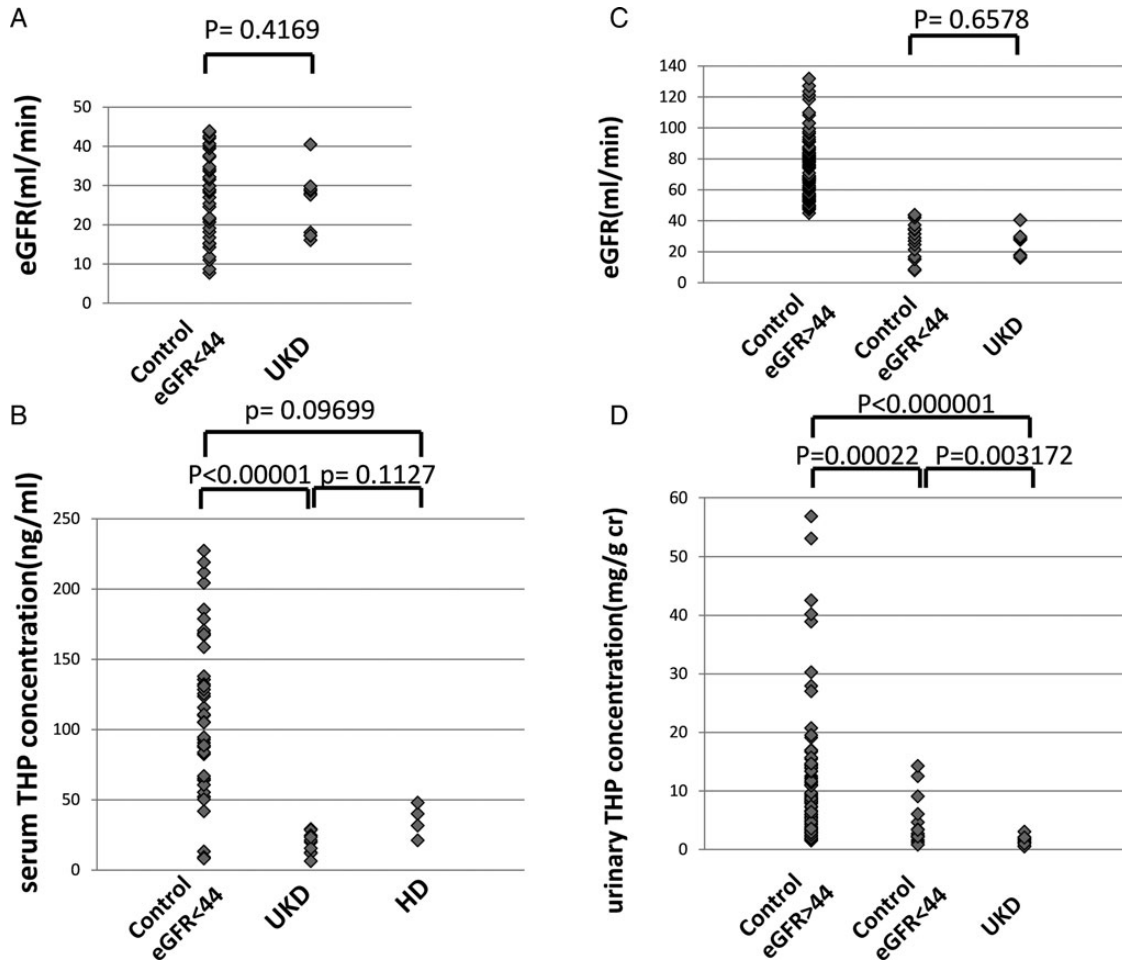 A
P= 0.4169
eGFR(ml/min)
50
40
30
20
10
0
Control
eGFR<44
UKD
C
P= 0.6578
eGFR(ml/min)
140
120
100
80
60
40
20
0
Control
eGFR>44
Control
eGFR<44
UKD
B
p= 0.09699
P<0.00001
p= 0.1127
serum THP concentration(ng/ml)
250
200
150
100
50
0
Control
eGFR<44
UKD
HD
D
P<0.000001
P=0.00022
P=0.003172
urinary THP concentration(mg/g cr)
60
50
40
30
20
10
0
Control
eGFR>44
Control
eGFR<44
UKD